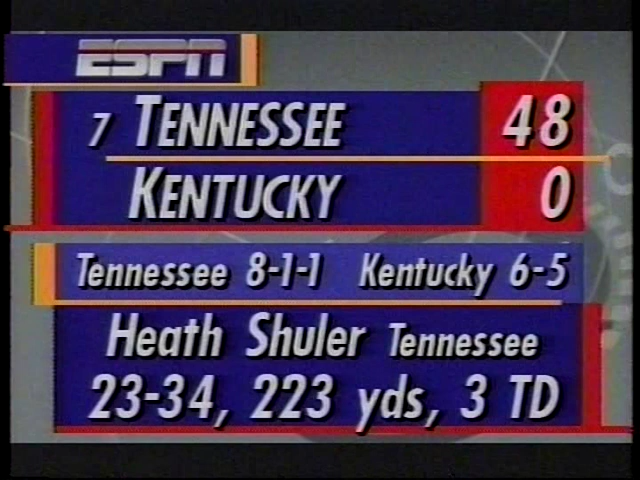 ESPN
7 TENNESSEE 48
KENTUCKY 0
Tennessee 8-1-1 Kentucky 6-5
Heath Shuler Tennessee
23-34, 223 yds, 3 TD